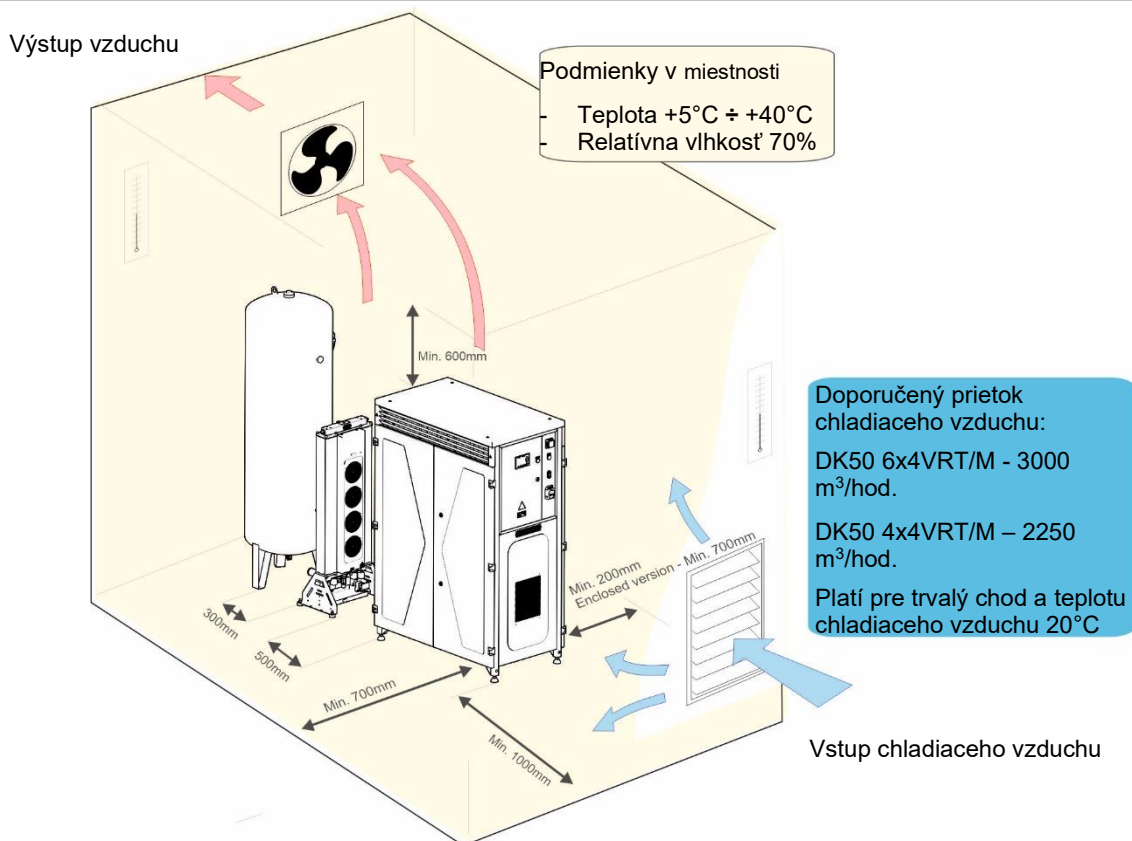 Výstup vzduchu
Podmienky v miestnosti
- Teplota +5°C ÷ +40°C
- Relatívna vlhkosť 70%
Min. 600mm
Doporučený prietok
chladiaceho vzduchu:
DK50 6x4VRT/M - 3000
m³/hod.
DK50 4x4VRT/M – 2250
m³/hod.
Platí pre trvalý chod a teplotu
chladiaceho vzduchu 20°C
Min. 200mm
Enclosed version - Min. 700mm
300mm
500mm
Min. 700mm
Min. 1000mm
Vstup chladiaceho vzduchu